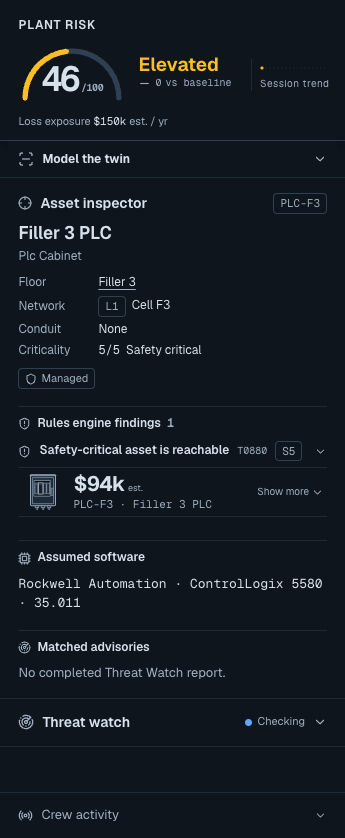 PLANT RISK
46 /100
Elevated
— 0 vs baseline
Session trend
Loss exposure $150k est. / yr
Model the twin
Asset inspector PLC-F3
Filler 3 PLC
Plc Cabinet
Floor Filler 3
Network L1 Cell F3
Conduit None
Criticality 5/5 Safety critical
Managed
Rules engine findings 1
Safety-critical asset is reachable T0880 S5
$94k est.
PLC-F3 · Filler 3 PLC
Show more
Assumed software
Rockwell Automation · ControlLogix 5580
· 35.011
Matched advisories
No completed Threat Watch report.
Threat watch Checking
Crew activity